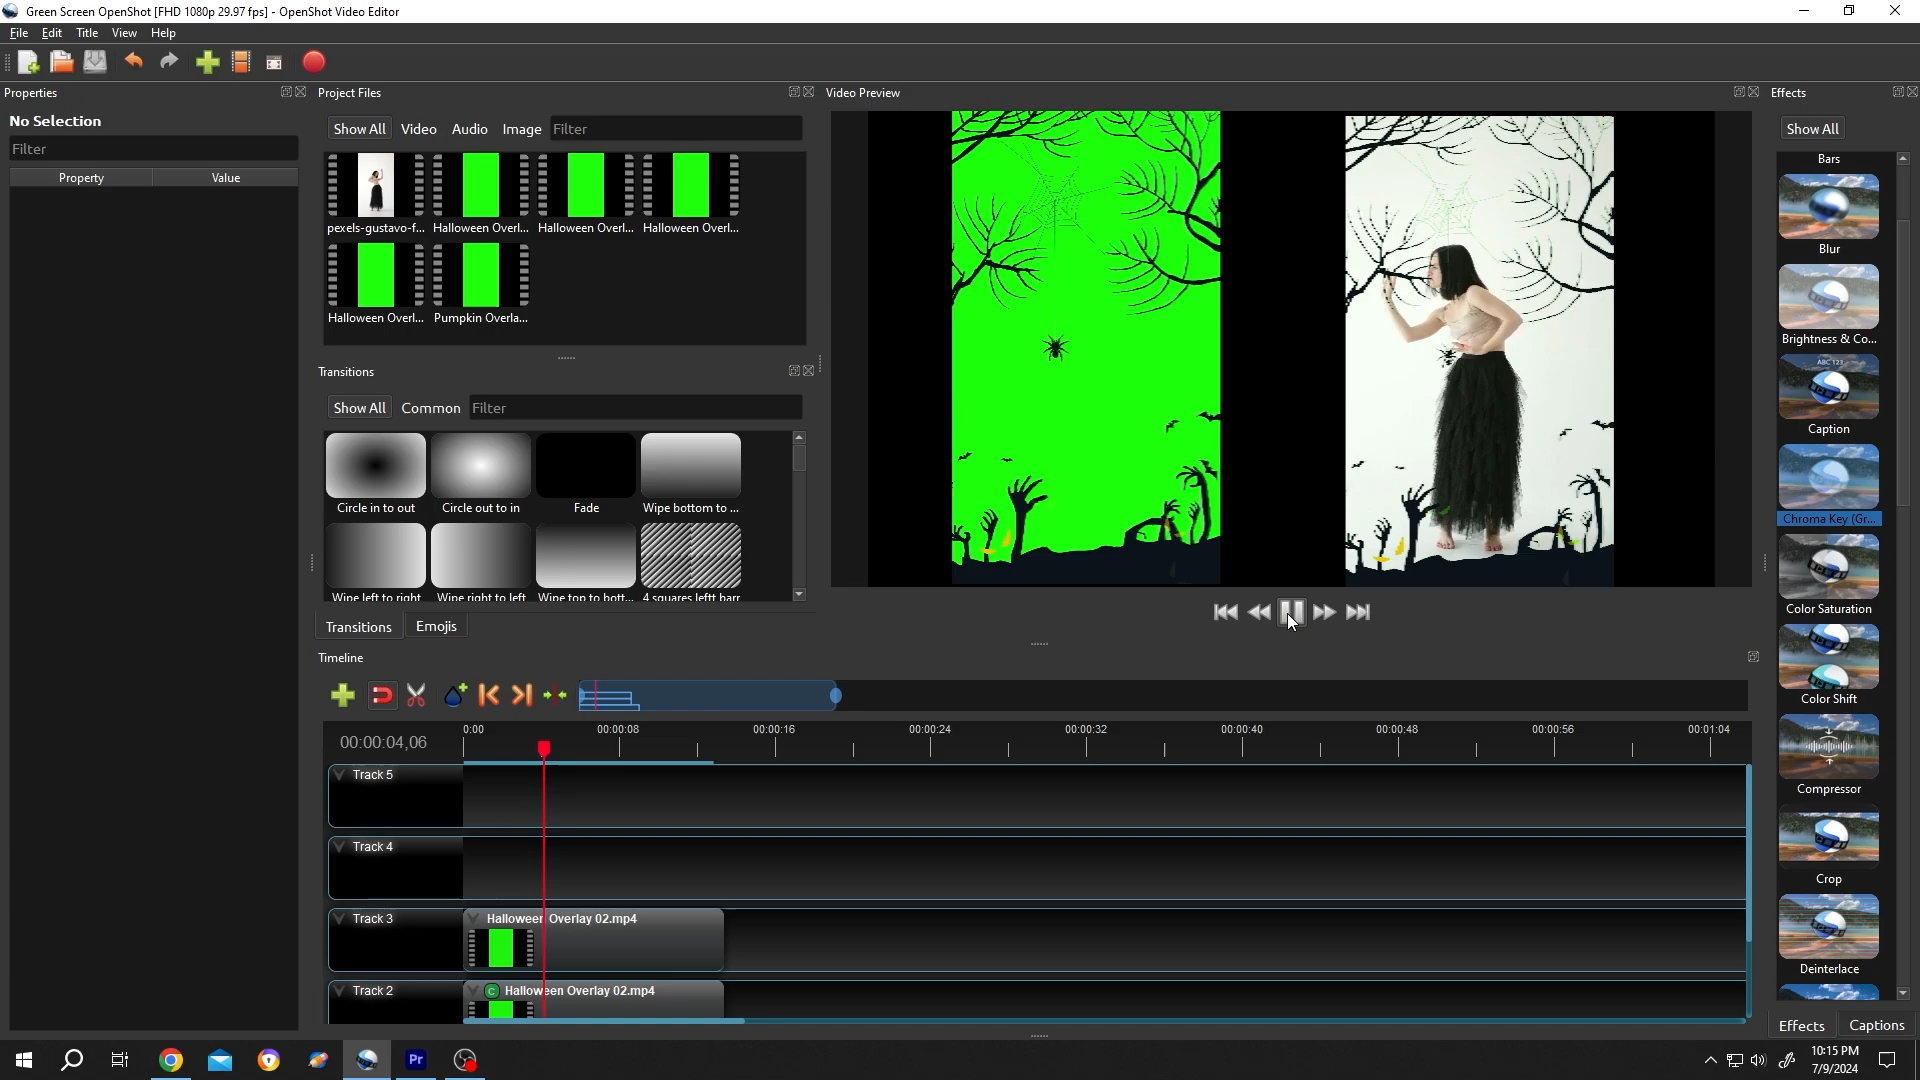 Green Screen OpenShot [FHD 1080p 29.97 fps] - OpenShot Video Editor
File Edit Title View Help
Properties
No Selection
Filter
Property Value
Project Files
Show All Video Audio Image Filter
pexels-gustavo-f... Halloween Overl... Halloween Overl... Halloween Overl...
Halloween Overl... Pumpkin Overla...
Transitions
Show All Common Filter
Circle in to out Circle out to in Fade Wipe bottom to ...
Wipe left to right Wipe right to left Wipe top to bott... 4 squares leftt barr
Transitions Emojis
Video Preview
Effects
Show All
Bars
Blur
Brightness & Co...
ABC 123
Caption
Chroma Key (Gr...
Color Saturation
Color Shift
Compressor
Crop
Deinterlace
Effects Captions
Timeline
00:00:04,06
0:00 00:00:08 00:00:16 00:00:24 00:00:32 00:00:40 00:00:48 00:00:56 00:01:04
Track 5
Track 4
Track 3 Halloween Overlay 02.mp4
Track 2 C Halloween Overlay 02.mp4
Pr
10:15 PM
7/9/2024